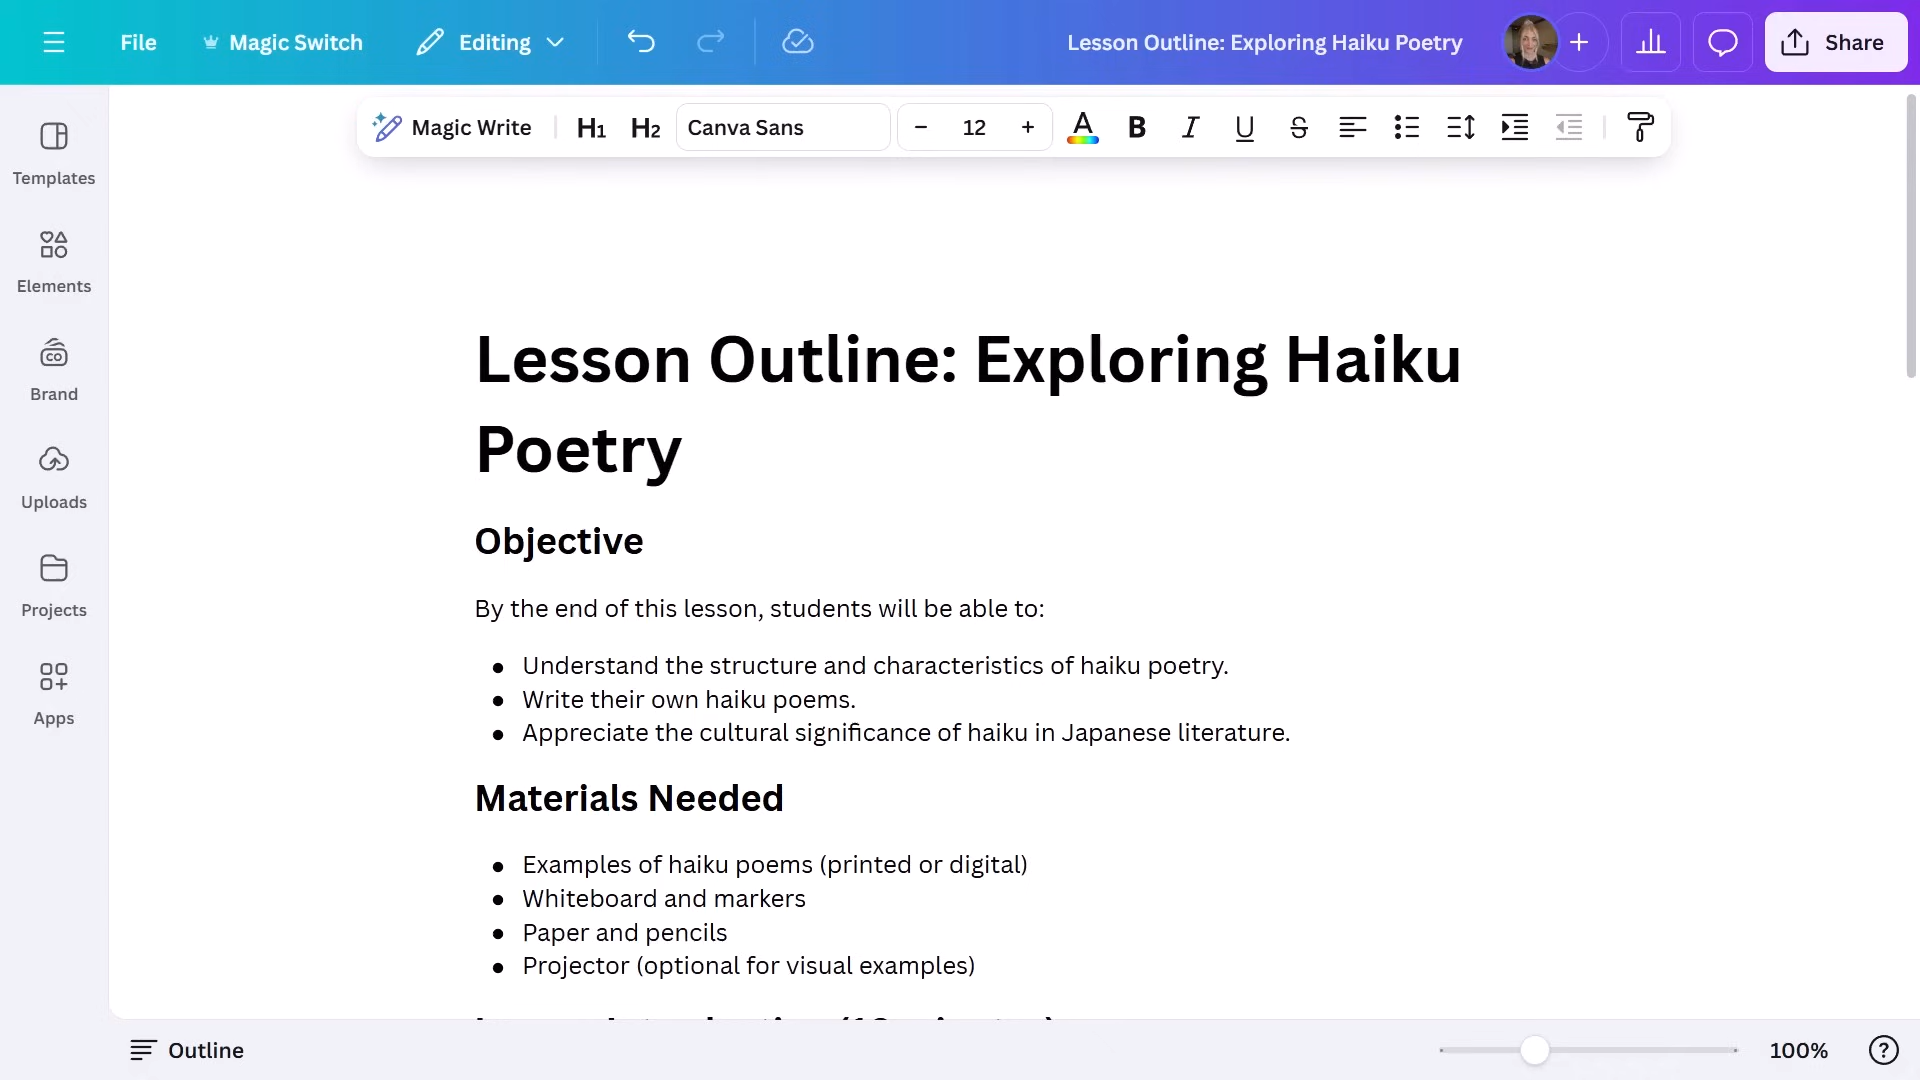 File
Magic Switch
Editing
Lesson Outline: Exploring Haiku Poetry
Share
Magic Write
H1
H2
Canva Sans
− 12 +
A
B
I
U
S
Templates
Elements
CO
Brand
Uploads
Projects
Apps
Lesson Outline: Exploring Haiku
Poetry
Objective
By the end of this lesson, students will be able to:
Understand the structure and characteristics of haiku poetry.
Write their own haiku poems.
Appreciate the cultural significance of haiku in Japanese literature.
Materials Needed
Examples of haiku poems (printed or digital)
Whiteboard and markers
Paper and pencils
Projector (optional for visual examples)
Outline
100%
?